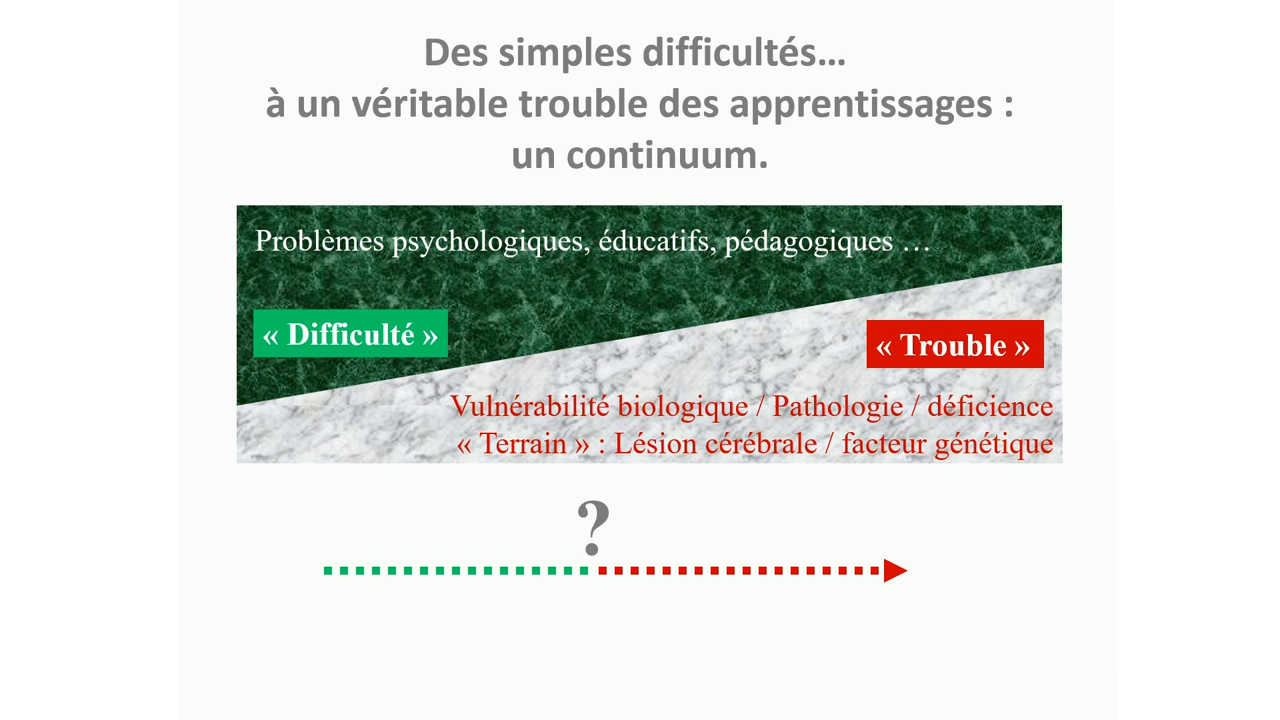 Des simples difficultés…
à un véritable trouble des apprentissages :
un continuum.
Problèmes psychologiques, éducatifs, pédagogiques …
« Difficulté »
« Trouble »
Vulnérabilité biologique / Pathologie / déficience
« Terrain » : Lésion cérébrale / facteur génétique
?